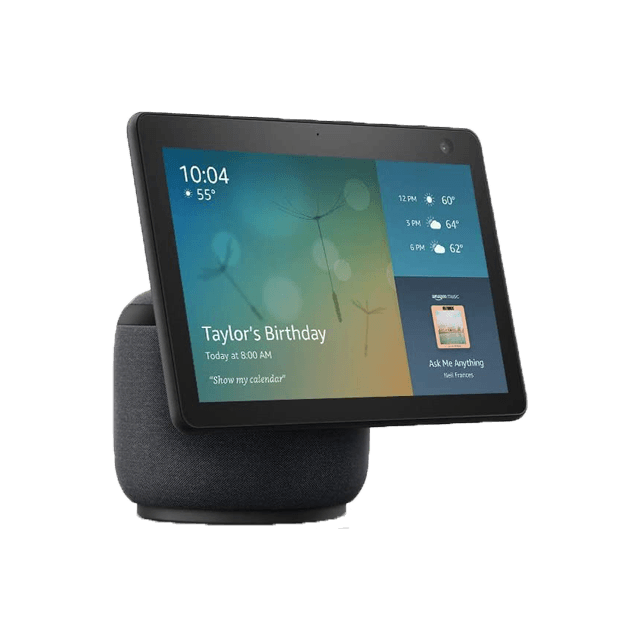 10:04
55°
Taylor's Birthday
Today at 8:00 AM
"Show my calendar"
12 PM 60°
3 PM 64°
6 PM 62°
amazon music
Ask Me Anything
Neil Frances